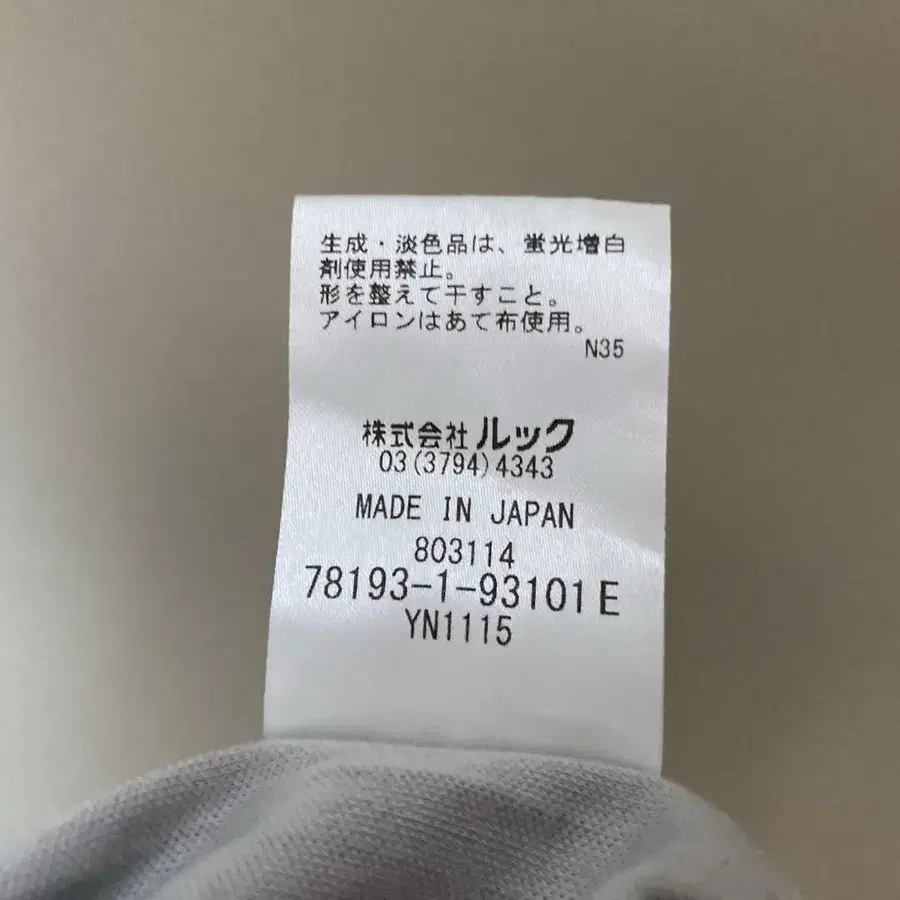 生成・淡色品は、蛍光増白
剤使用禁止。
形を整えて干すこと。
アイロンはあて布使用。
N35
株式会社ルック
03(3794)4343
MADE IN JAPAN
803114
78193-1-93101E
YN1115